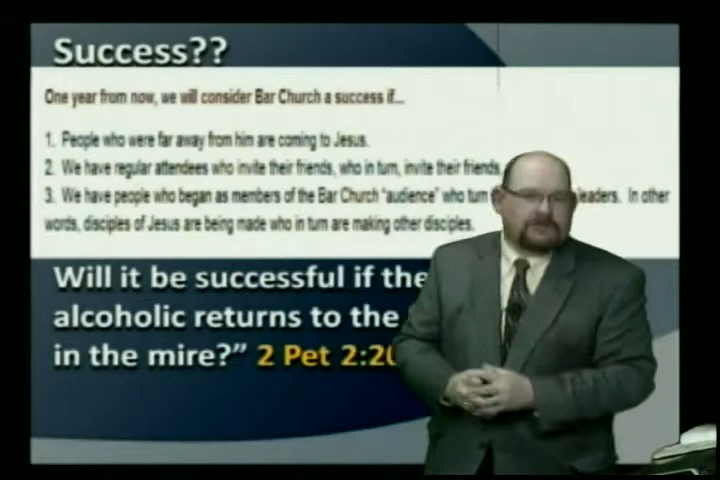 Success??
One year from now, we will consider Bar Church a success if...
1. People who were far away from him are coming to Jesus.
2. We have regular attendees who invite their friends, who in turn, invite their friends.
3. We have people who began as members of the Bar Church "audience" who turn leaders. In other
words, disciples of Jesus are being made who in turn are making other disciples.
Will it be successful if the
alcoholic returns to the
in the mire?" 2 Pet 2:20